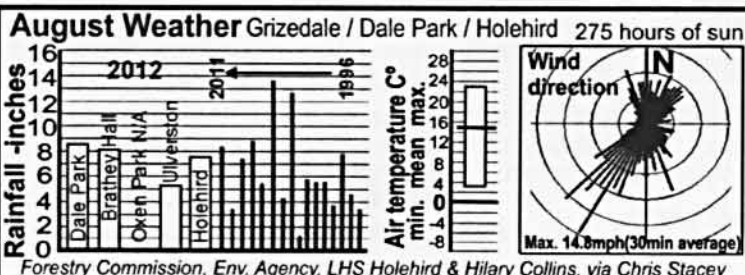 August Weather Grizedale / Dale Park / Holehird 275 hours of sun
Rainfall -inches
16
14
12
10
8
6
4
2
0
2012
2011
1996
Dale Park
Brathey Hall
Oxen Park N/A
Ulverston
Holehird
Air temperature C°
min. mean max.
28
24
20
16
12
8
4
0
-4
-8
Wind
direction
N
Max. 14.8mph(30min average)
Forestry Commission, Env. Agency, LHS Holehird & Hilary Collins, via Chris Stacey